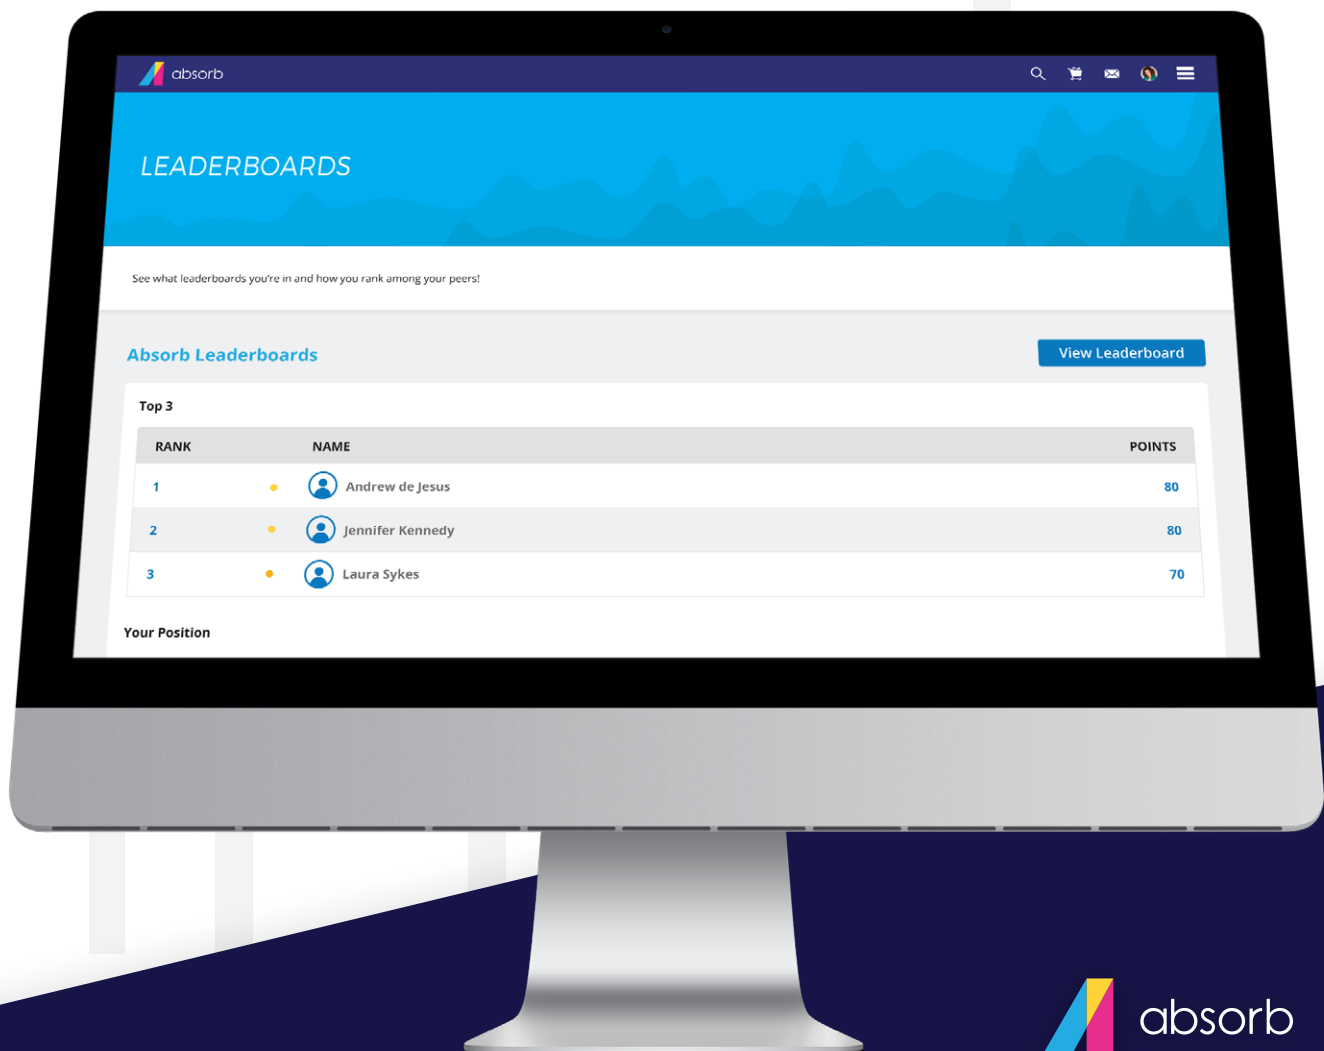 absorb
LEADERBOARDS
See what leaderboards you're in and how you rank among your peers!
Absorb Leaderboards
View Leaderboard
Top 3
RANK NAME POINTS
1 Andrew de Jesus 80
2 Jennifer Kennedy 80
3 Laura Sykes 70
Your Position
absorb